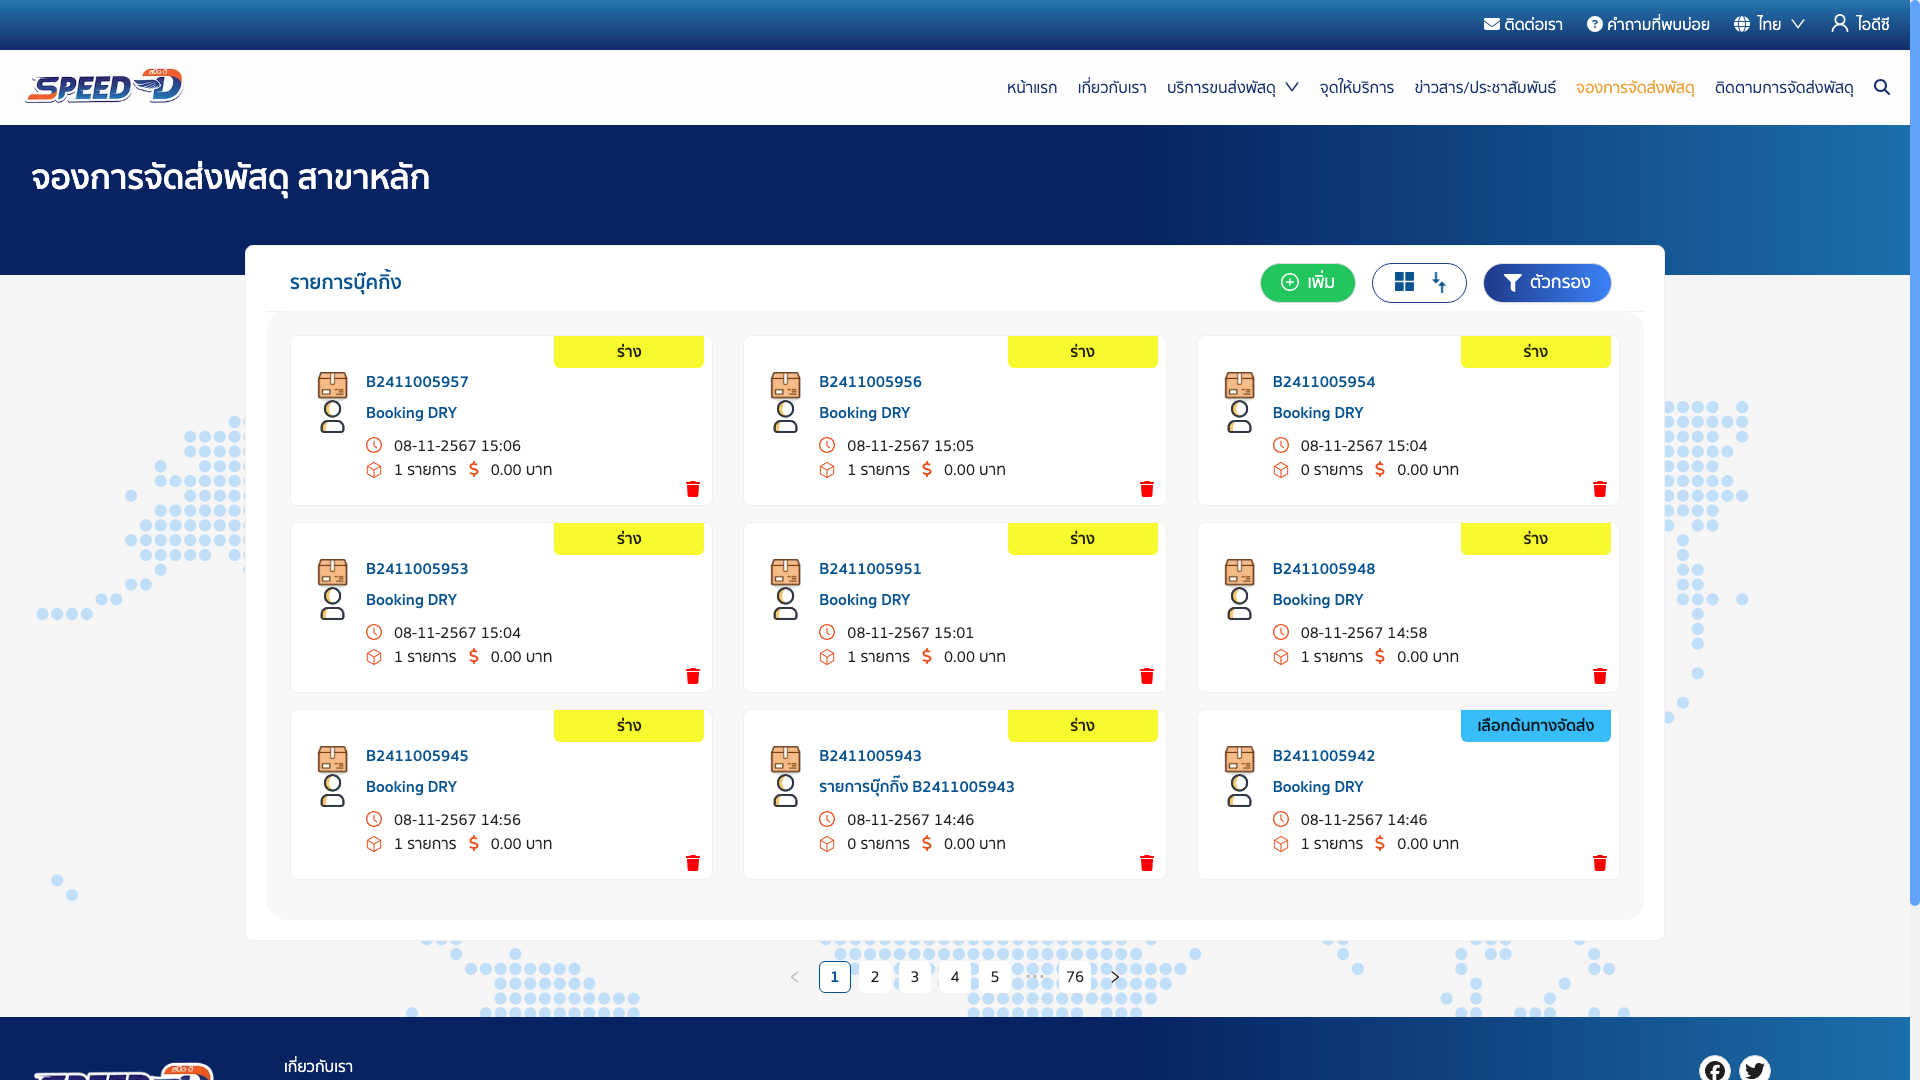 ติดต่อเรา คำถามที่พบบ่อย ไทย ไอดีซี
สปีด-ดี
SPEED-D
หน้าแรก เกี่ยวกับเรา บริการขนส่งพัสดุ จุดให้บริการ ข่าวสาร/ประชาสัมพันธ์ จองการจัดส่งพัสดุ ติดตามการจัดส่งพัสดุ
จองการจัดส่งพัสดุ สาขาหลัก
รายการบุ๊คกิ้ง
เพิ่ม
ตัวกรอง
ร่าง
B2411005957
Booking DRY
08-11-2567 15:06
1 รายการ $ 0.00 บาท
ร่าง
B2411005956
Booking DRY
08-11-2567 15:05
1 รายการ $ 0.00 บาท
ร่าง
B2411005954
Booking DRY
08-11-2567 15:04
0 รายการ $ 0.00 บาท
ร่าง
B2411005953
Booking DRY
08-11-2567 15:04
1 รายการ $ 0.00 บาท
ร่าง
B2411005951
Booking DRY
08-11-2567 15:01
1 รายการ $ 0.00 บาท
ร่าง
B2411005948
Booking DRY
08-11-2567 14:58
1 รายการ $ 0.00 บาท
ร่าง
B2411005945
Booking DRY
08-11-2567 14:56
1 รายการ $ 0.00 บาท
ร่าง
B2411005943
รายการบุ๊กกิ๊ง B2411005943
08-11-2567 14:46
0 รายการ $ 0.00 บาท
เลือกต้นทางจัดส่ง
B2411005942
Booking DRY
08-11-2567 14:46
1 รายการ $ 0.00 บาท
1 2 3 4 5 ••• 76
สปีด-ดี
SPEED-D
เกี่ยวกับเรา